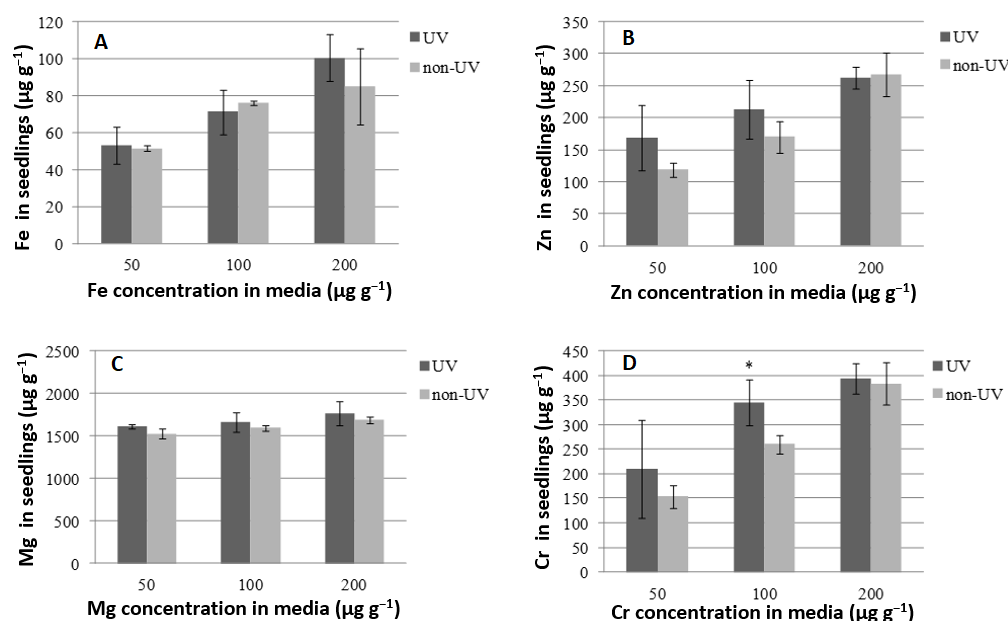 A
Fe in seedlings (µg g⁻¹)
120
100
80
60
40
20
0
50 100 200
Fe concentration in media (µg g⁻¹)
UV
non-UV
B
Zn in seedlings (µg g⁻¹)
350
300
250
200
150
100
50
0
50 100 200
Zn concentration in media (µg g⁻¹)
UV
non-UV
C
Mg in seedlings (µg g⁻¹)
2500
2000
1500
1000
500
0
50 100 200
Mg concentration in media (µg g⁻¹)
UV
non-UV
D
Cr in seedlings (µg g⁻¹)
450
400
350
300
250
200
150
100
50
0
*
50 100 200
Cr concentration in media (µg g⁻¹)
UV
non-UV